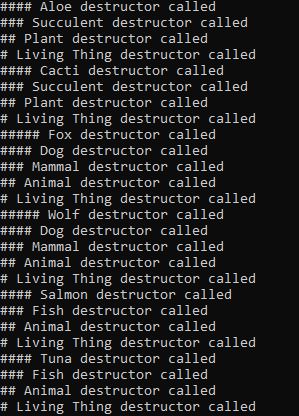 #### Aloe destructor called
### Succulent destructor called
## Plant destructor called
# Living Thing destructor called
#### Cacti destructor called
### Succulent destructor called
## Plant destructor called
# Living Thing destructor called
##### Fox destructor called
#### Dog destructor called
### Mammal destructor called
## Animal destructor called
# Living Thing destructor called
##### Wolf destructor called
#### Dog destructor called
### Mammal destructor called
## Animal destructor called
# Living Thing destructor called
#### Salmon destructor called
### Fish destructor called
## Animal destructor called
# Living Thing destructor called
#### Tuna destructor called
### Fish destructor called
## Animal destructor called
# Living Thing destructor called